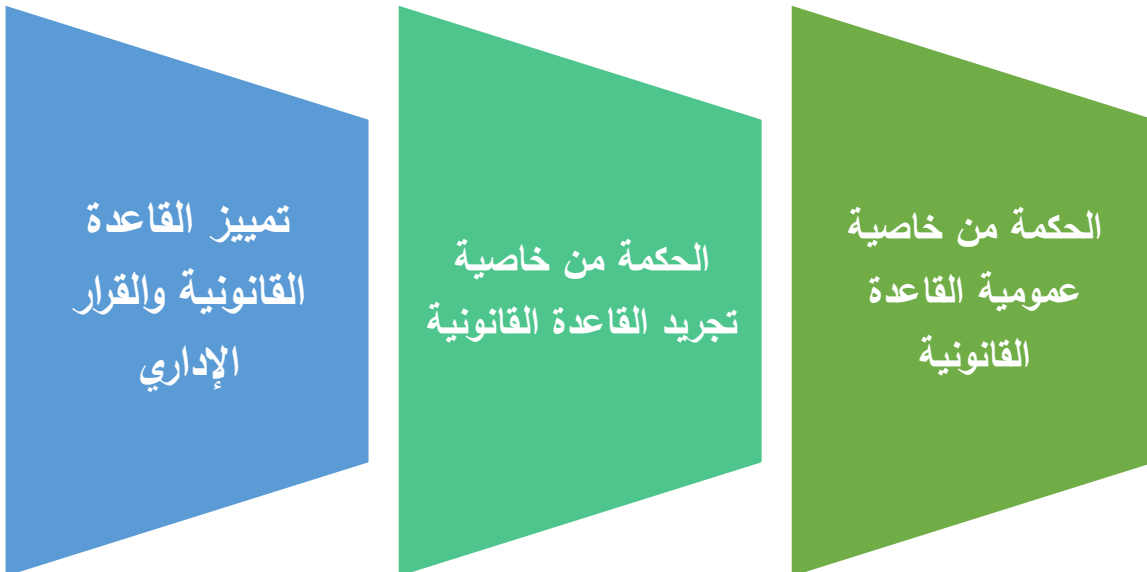 الحكمة من خاصية
عمومية القاعدة
القانونية
الحكمة من خاصية
تجريد القاعدة القانونية
تمييز القاعدة
القانونية والقرار
الإداري